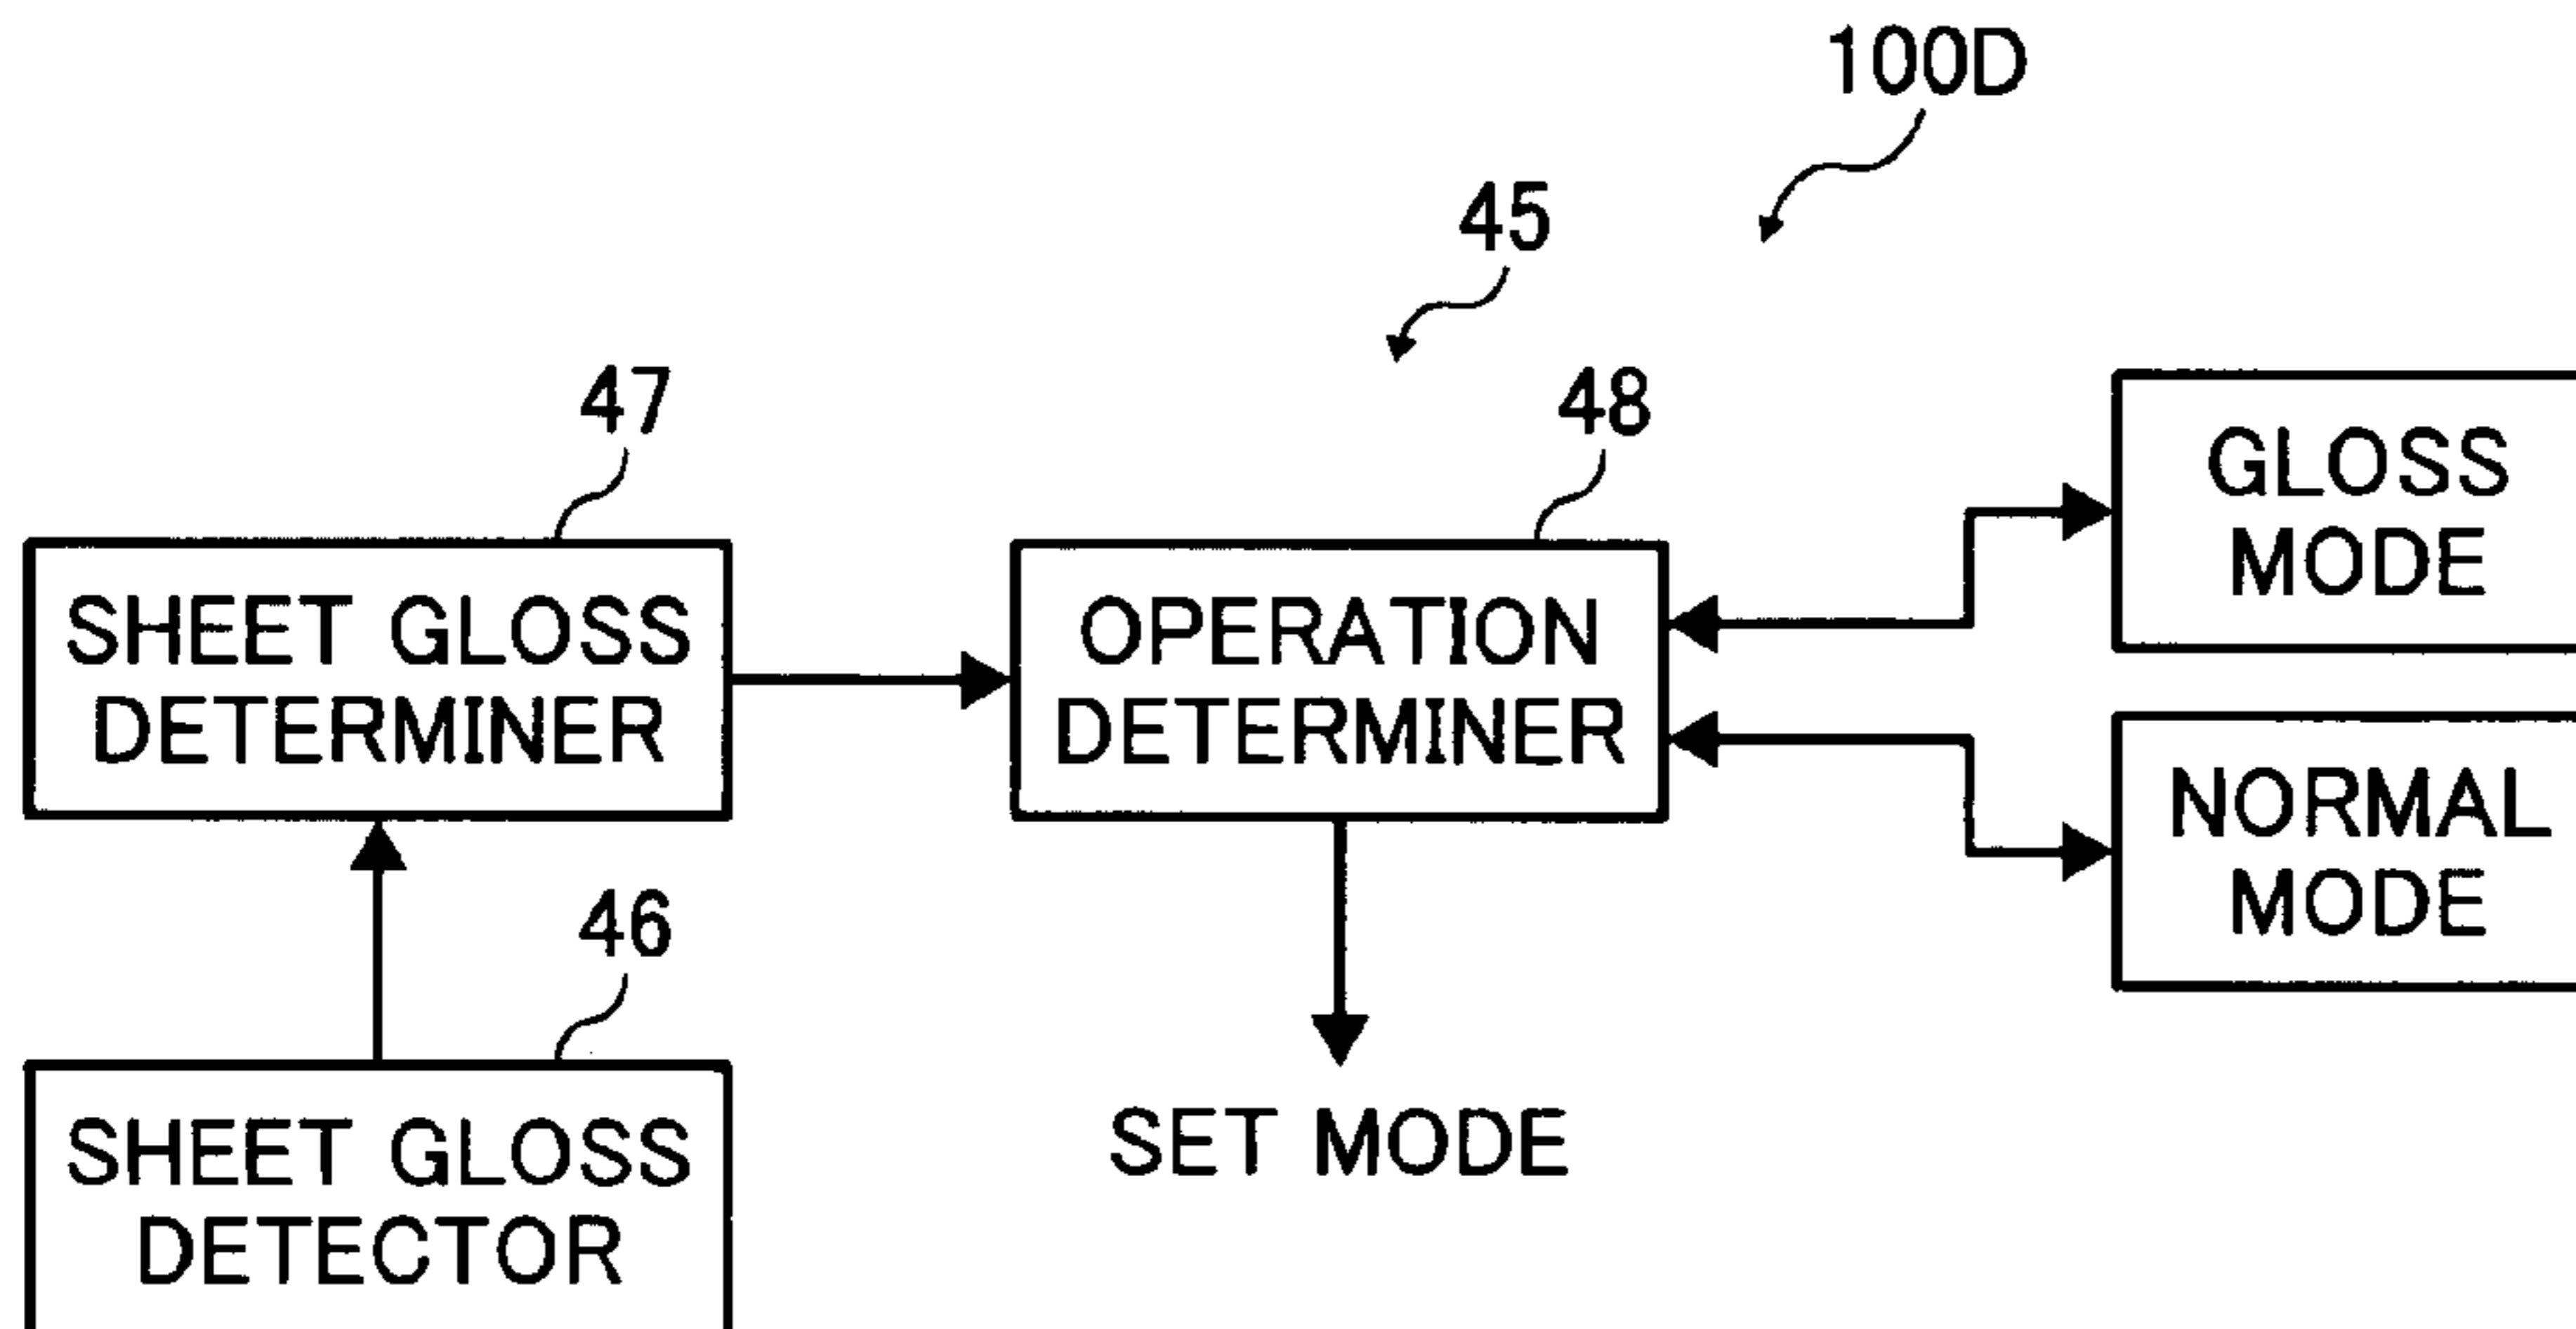 100D
45
47
48
GLOSS
MODE
SHEET GLOSS
DETERMINER
OPERATION
DETERMINER
NORMAL
MODE
46
SHEET GLOSS
DETECTOR
SET MODE